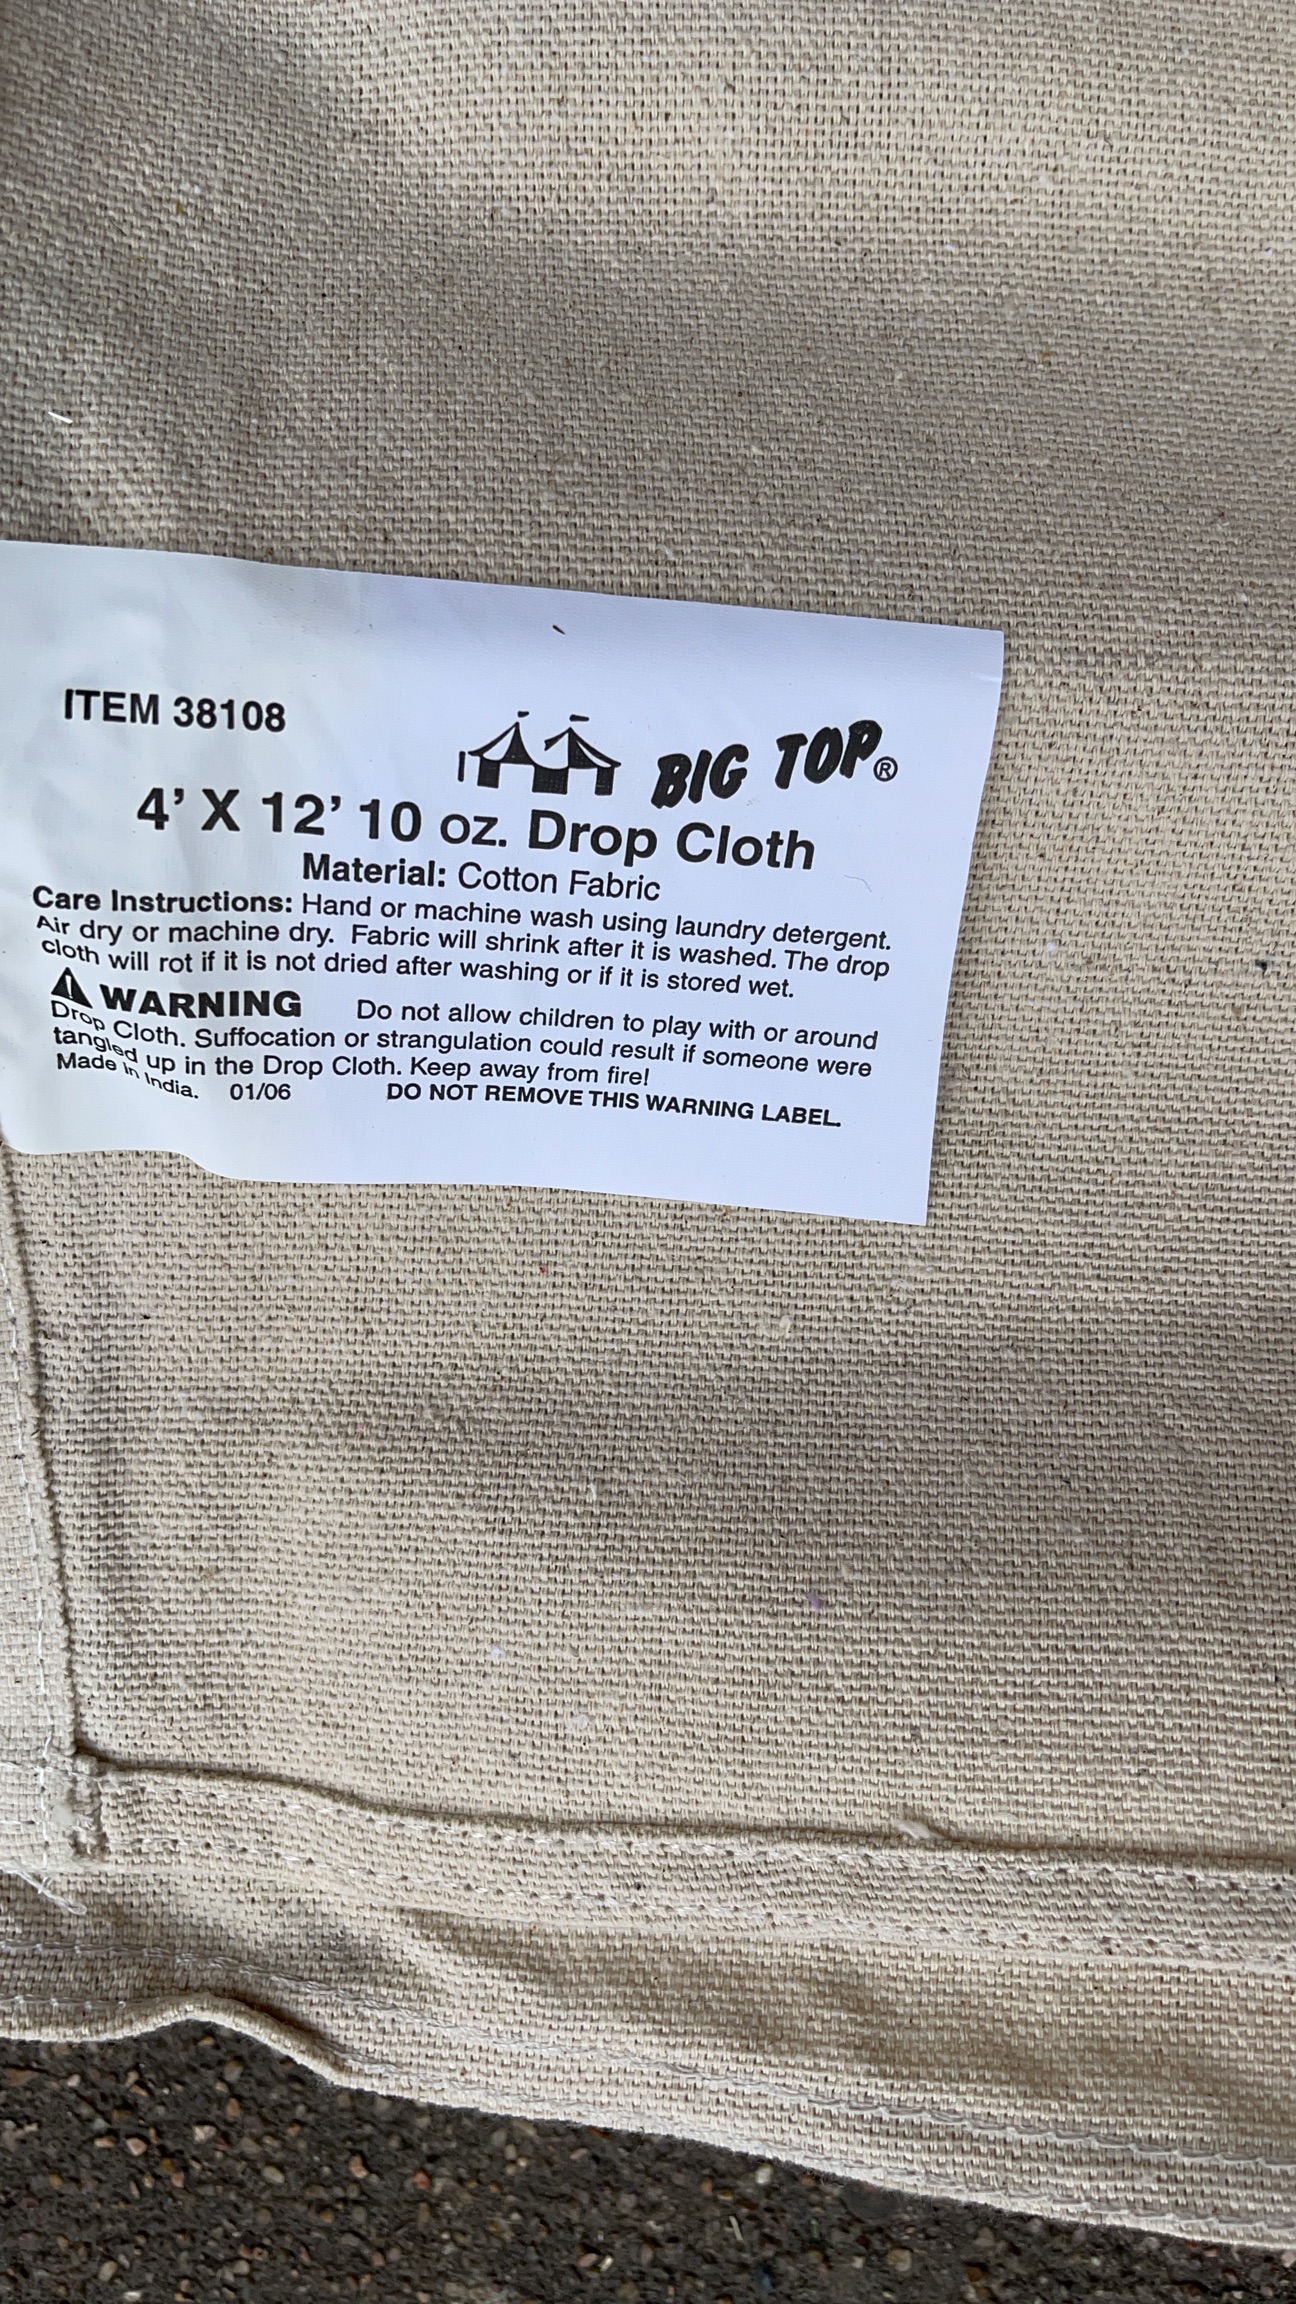 ITEM 38108
BIG TOP®
4' X 12' 10 oz. Drop Cloth
Material: Cotton Fabric
Care Instructions: Hand or machine wash using laundry detergent.
Air dry or machine dry. Fabric will shrink after it is washed. The drop
cloth will rot if it is not dried after washing or if it is stored wet.
WARNING Do not allow children to play with or around
Drop Cloth. Suffocation or strangulation could result if someone were
tangled up in the Drop Cloth. Keep away from fire!
Made in India. 01/06 DO NOT REMOVE THIS WARNING LABEL.